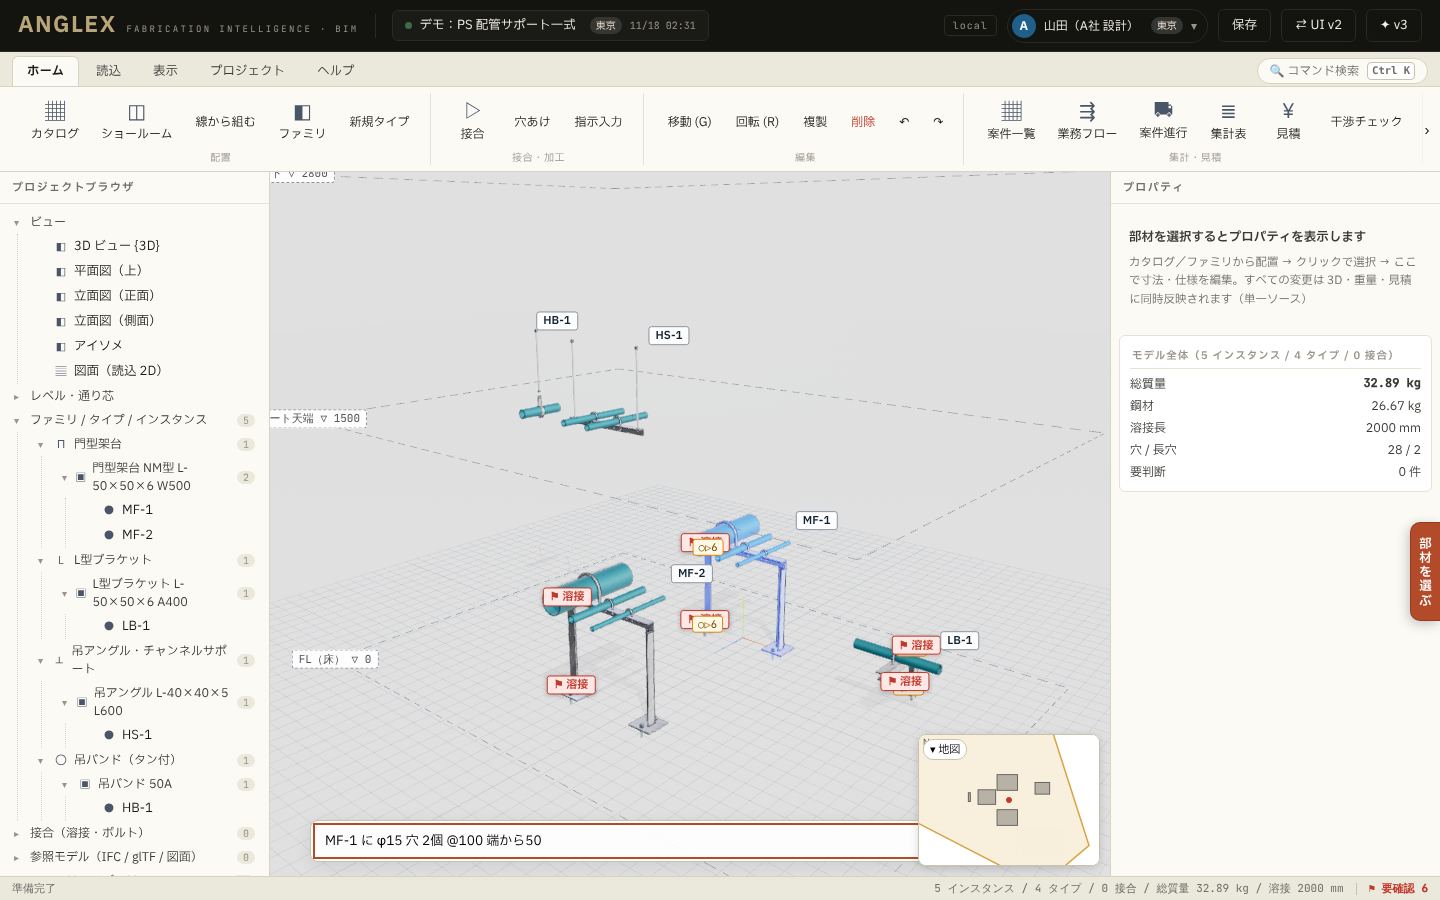 ANGLEX FABRICATION INTELLIGENCE · BIM
デモ：PS 配管サポート一式 東京 11/18 02:31
local
A 山田（A社 設計） 東京 ▾
保存
⇄ UI v2
✦ v3
ホーム 読込 表示 プロジェクト ヘルプ
コマンド検索 Ctrl K
カタログ ショールーム 線から組む ファミリ 新規タイプ
配置
接合 穴あけ 指示入力
接合・加工
移動 (G) 回転 (R) 複製 削除 ↶ ↷
編集
案件一覧 業務フロー 案件進行 集計表 ¥ 見積 干渉チェック ›
集計・見積
プロジェクトブラウザ
ビュー
3D ビュー {3D}
平面図（上）
立面図（正面）
立面図（側面）
アイソメ
図面（読込 2D）
レベル・通り芯
ファミリ / タイプ / インスタンス 5
門型架台 1
門型架台 NM型 L-
50×50×6 W500 2
MF-1
MF-2
L型ブラケット 1
L型ブラケット L-
50×50×6 A400 1
LB-1
吊アングル・チャンネルサポ
ート 1
吊アングル L-40×40×5
L600 1
HS-1
吊バンド（タン付） 1
吊バンド 50A 1
HB-1
接合（溶接・ボルト） 0
参照モデル（IFC / glTF / 図面） 0
ト ▽ 2800
HB-1
HS-1
ート天端 ▽ 1500
MF-1
○▷6
MF-2
⚑ 溶接
○▷6
FL（床） ▽ 0
⚑ 溶接
⚑ 溶接
LB-1
⚑ 溶接
▾ 地図
MF-1 に φ15 穴 2個 @100 端から50
プロパティ
部材を選択するとプロパティを表示します
カタログ／ファミリから配置 → クリックで選択 → ここ
で寸法・仕様を編集。すべての変更は 3D・重量・見積
に同時反映されます（単一ソース）
モデル全体（5 インスタンス / 4 タイプ / 0 接合）
総質量 32.89 kg
鋼材 26.67 kg
溶接長 2000 mm
穴 / 長穴 28 / 2
要判断 0 件
部材を選ぶ
準備完了
5 インスタンス / 4 タイプ / 0 接合 / 総質量 32.89 kg / 溶接 2000 mm
⚑ 要確認 6